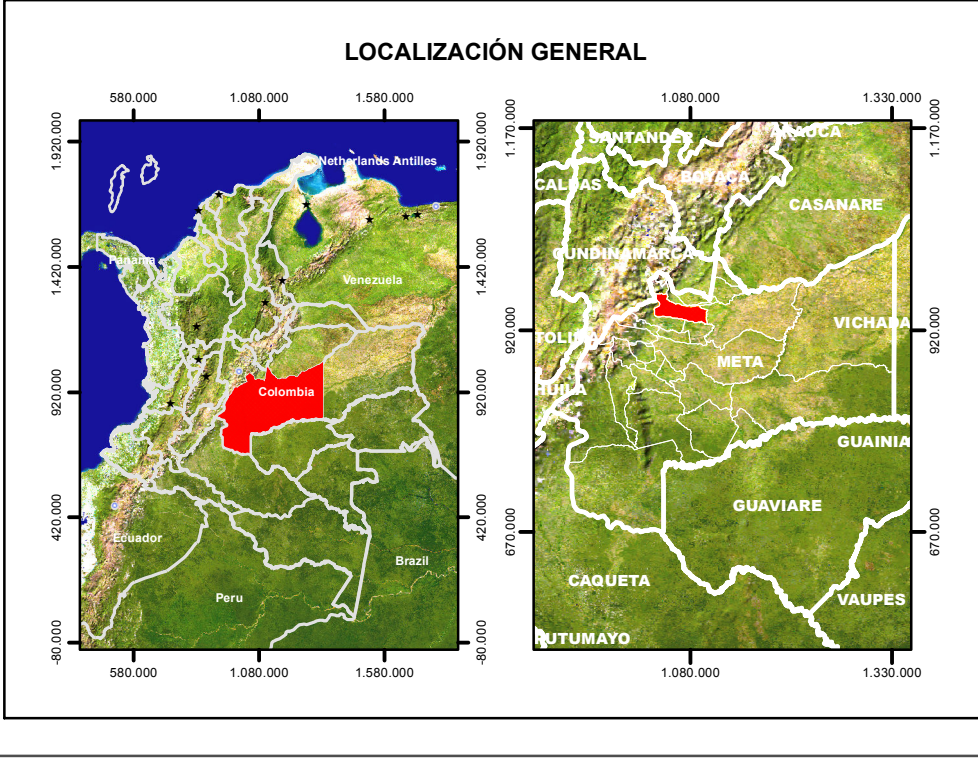 LOCALIZACIÓN GENERAL
580.000 1.080.000 1.580.000
1.920.000 1.920.000
Netherlands Antilles
Panama
1.420.000 1.420.000
Venezuela
920.000 920.000
Colombia
420.000 420.000
Ecuador
Brazil
Peru
-80.000 -80.000
580.000 1.080.000 1.580.000
1.080.000 1.330.000
1.170.000 1.170.000
SANTANDER
ARAUCA
BOYACA
CALDAS
CASANARE
CUNDINAMARCA
920.000 920.000
VICHADA
TOLIMA
META
HUILA
GUAINIA
GUAVIARE
670.000 670.000
CAQUETA
VAUPES
PUTUMAYO
1.080.000 1.330.000